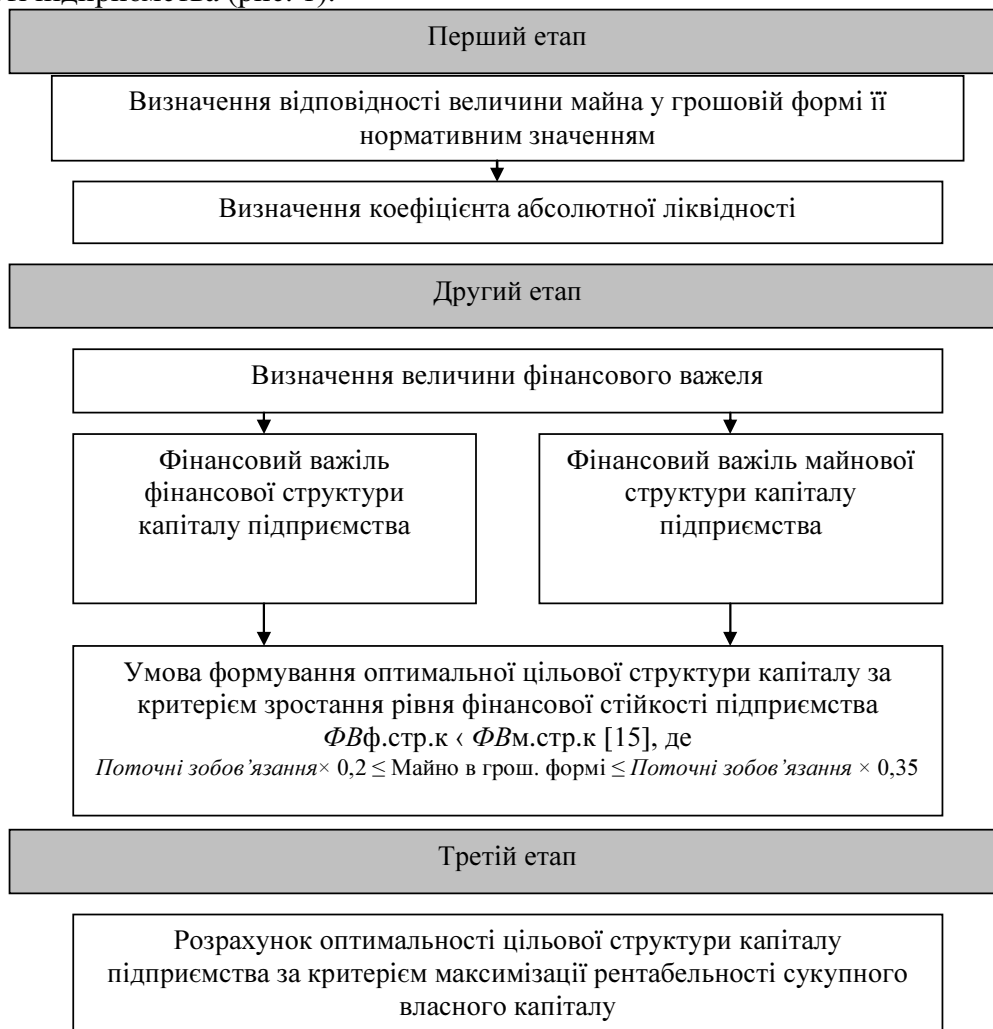 підприємства (рис. 1).
Перший етап
Визначення відповідності величини майна у грошовій формі її
нормативним значенням
Визначення коефіцієнта абсолютної ліквідності
Другий етап
Визначення величини фінансового важеля
Фінансовий важіль
фінансової структури
капіталу підприємства
Фінансовий важіль майнової
структури капіталу
підприємства
Умова формування оптимальної цільової структури капіталу за
критерієм зростання рівня фінансової стійкості підприємства
ФВф.стр.к ‹ ФВм.стр.к [15], де
Поточні зобов’язання× 0,2 ≤ Майно в грош. формі ≤ Поточні зобов’язання × 0,35
Третій етап
Розрахунок оптимальності цільової структури капіталу
підприємства за критерієм максимізації рентабельності сукупного
власного капіталу